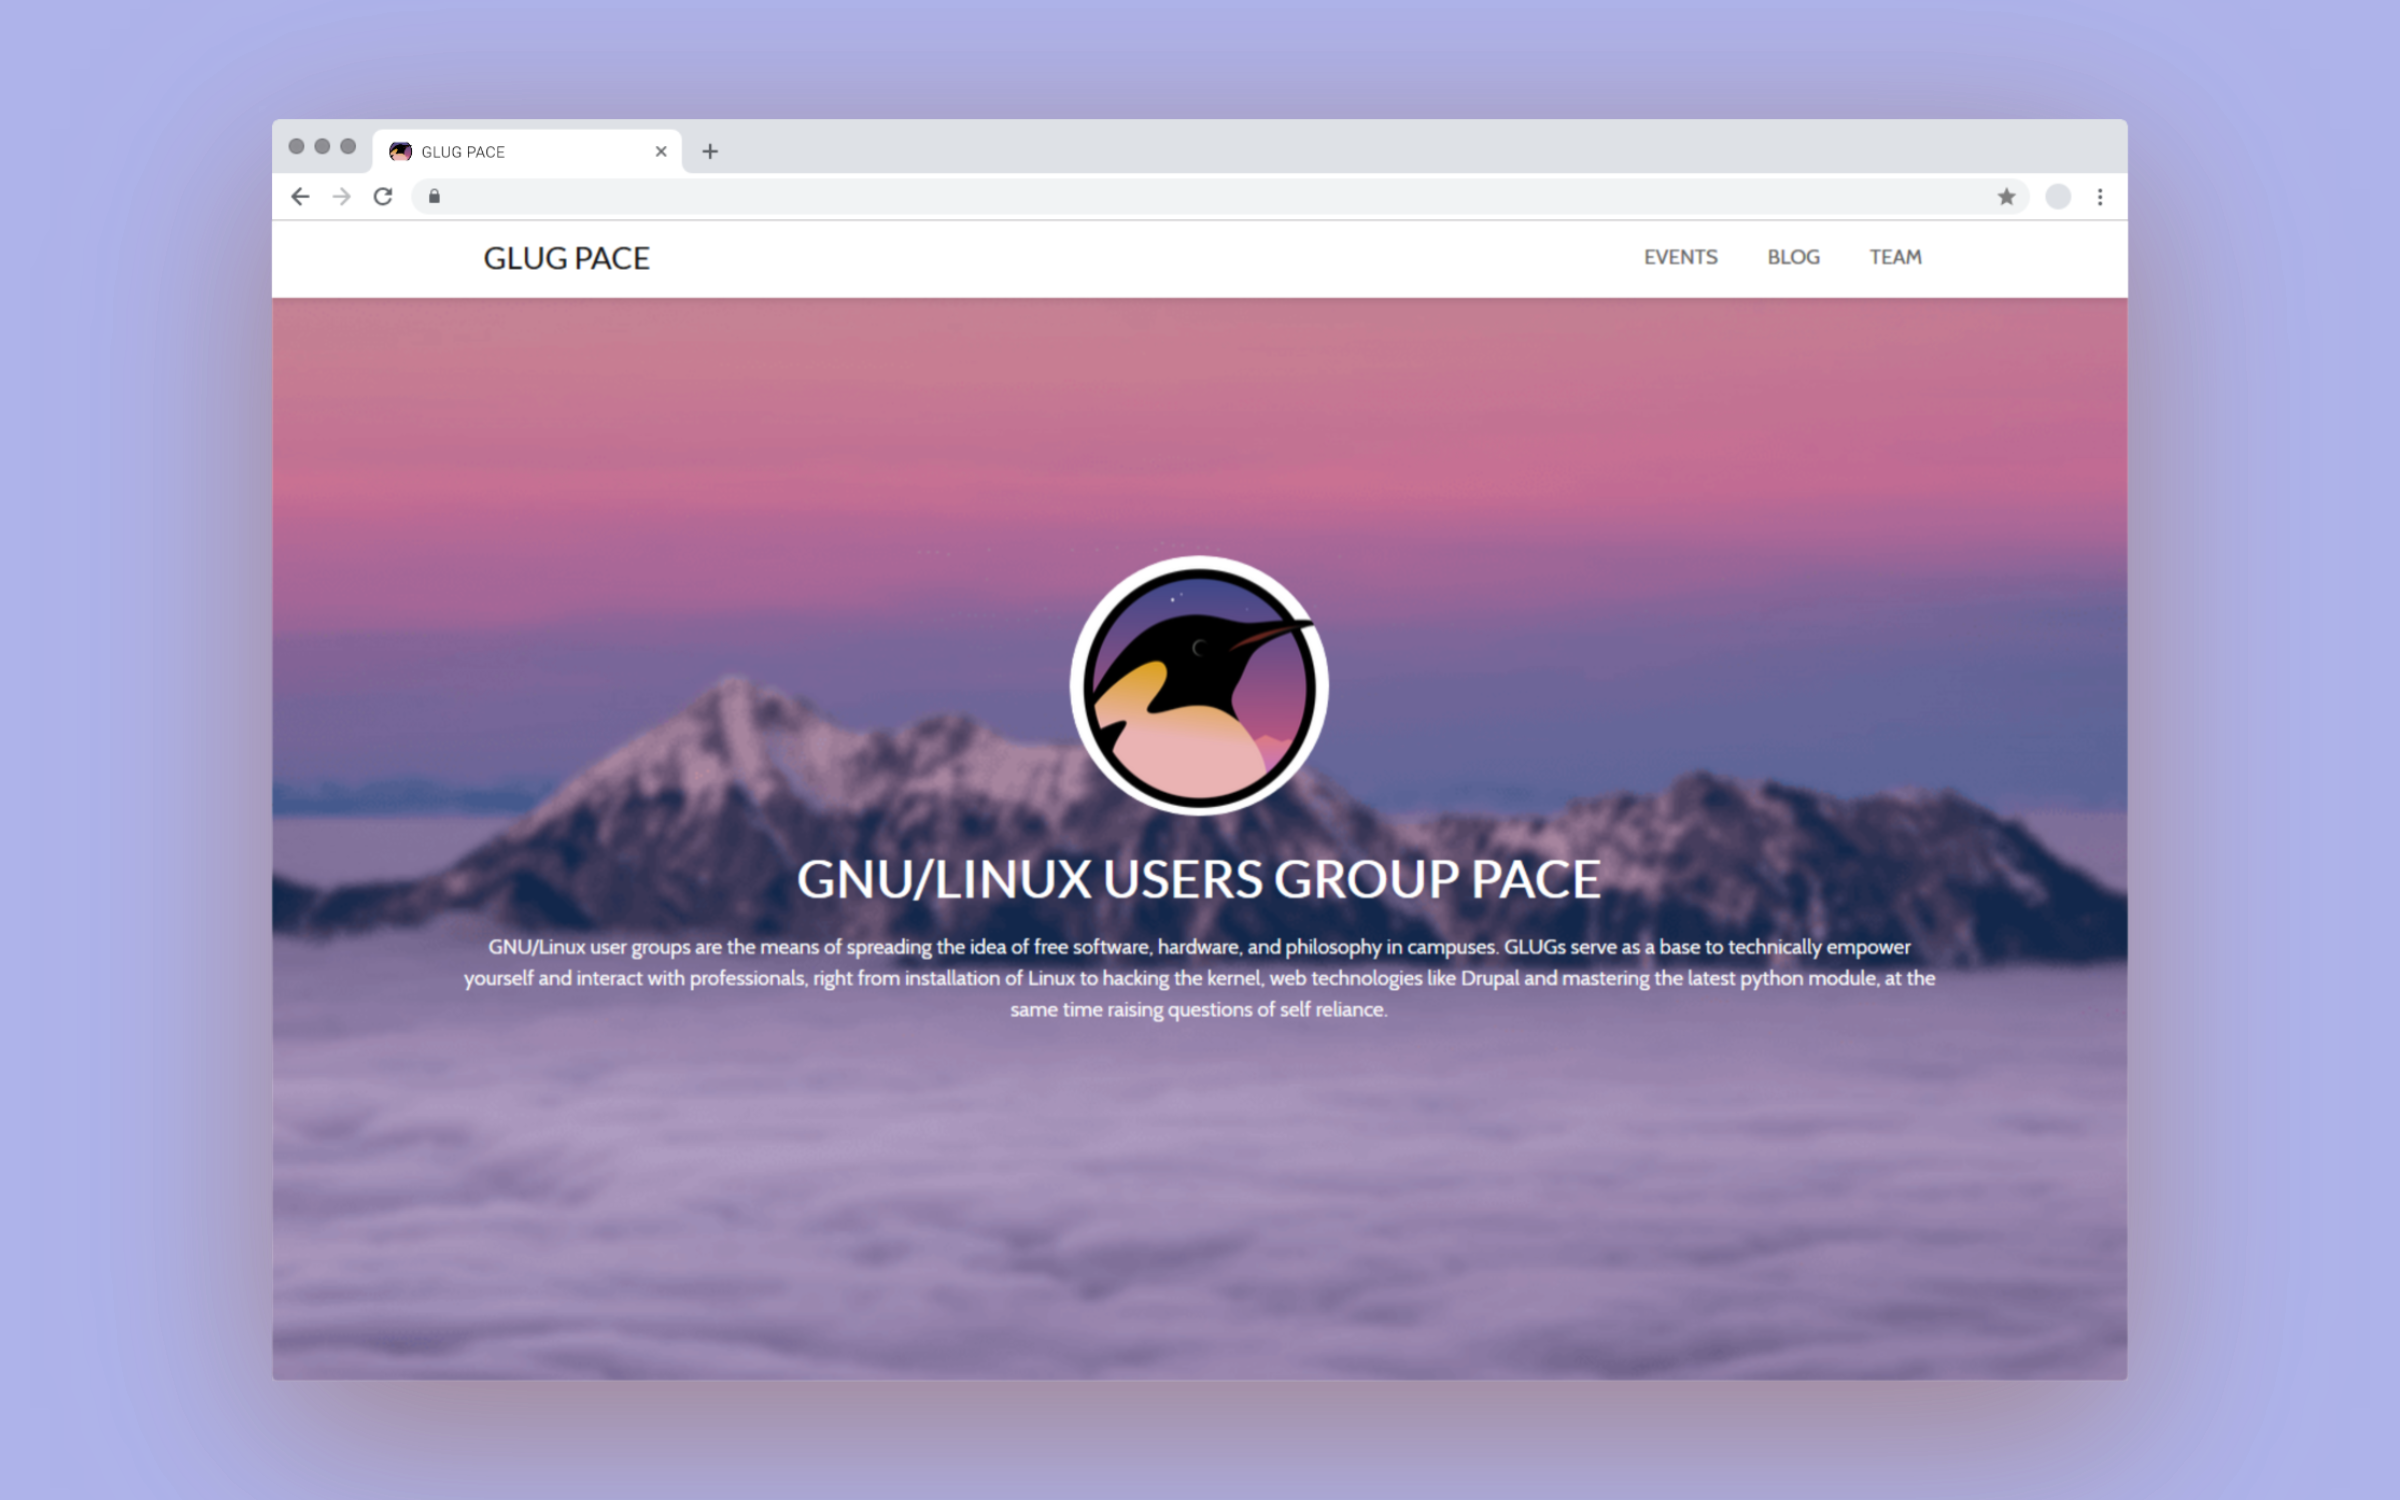 GLUG PACE
GLUG PACE
EVENTS
BLOG
TEAM
GNU/LINUX USERS GROUP PACE
GNU/Linux user groups are the means of spreading the idea of free software, hardware, and philosophy in campuses. GLUGs serve as a base to technically empower
yourself and interact with professionals, right from installation of Linux to hacking the kernel, web technologies like Drupal and mastering the latest python module, at the
same time raising questions of self reliance.